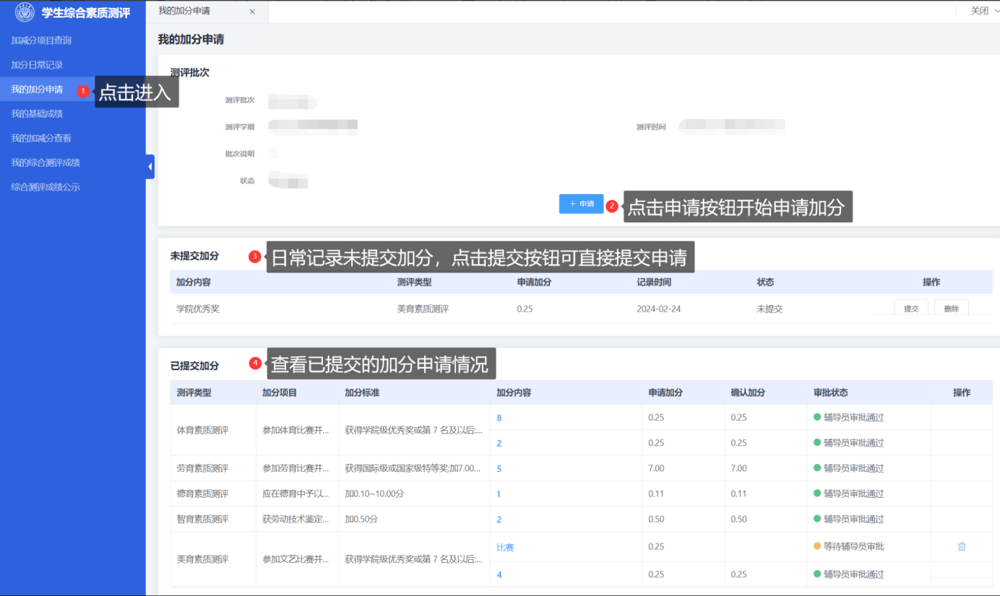 学生综合素质测评
我的加分申请 ×
关闭
加减分项目查询
加分日常记录
我的加分申请 1 点击进入
我的基础成绩
我的加减分查看
我的综合测评成绩
综合测评成绩公示
我的加分申请
测评批次
测评批次
测评学期 测评时间
批次说明
状态
+ 申请 2 点击申请按钮开始申请加分
未提交加分 3 日常记录未提交加分，点击提交按钮可直接提交申请
加分内容 测评类型 申请加分 记录时间 状态 操作
学院优秀奖 美育素质测评 0.25 2024-02-24 未提交 提交 删除
已提交加分 4 查看已提交的加分申请情况
测评类型 加分项目 加分标准 加分内容 申请加分 确认加分 审批状态 操作
体育素质测评 参加体育比赛并... 获得学院级优秀奖或第 7 名及以后:... 8 0.25 0.25 辅导员审批通过
2 0.25 0.25 辅导员审批通过
劳育素质测评 参加劳育比赛并... 获得国际级或国家级特等奖:加7.00... 5 7.00 7.00 辅导员审批通过
德育素质测评 应在德育中予以... 加0.10~10.00分 1 0.11 0.11 辅导员审批通过
智育素质测评 获劳动技术鉴定... 加0.50分 2 0.50 0.50 辅导员审批通过
美育素质测评 参加文艺比赛并... 获得学院级优秀奖或第 7 名及以后:... 比赛 0.25 等待辅导员审批
4 0.25 0.25 辅导员审批通过